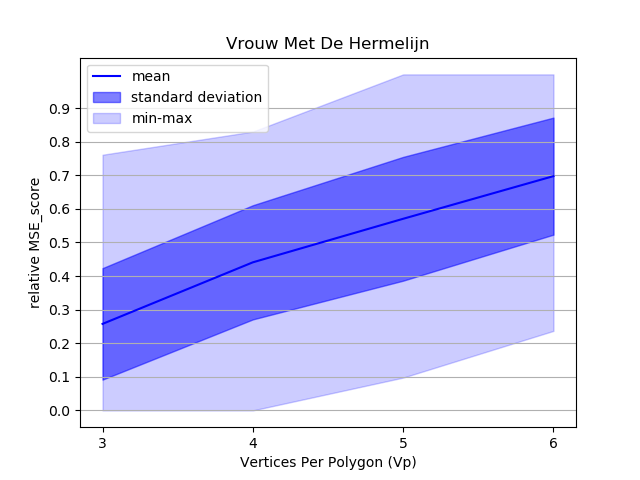 Vrouw Met De Hermelijn
mean
standard deviation
min-max
relative MSE_score
0.9
0.8
0.7
0.6
0.5
0.4
0.3
0.2
0.1
0.0
3 4 5 6
Vertices Per Polygon (Vp)